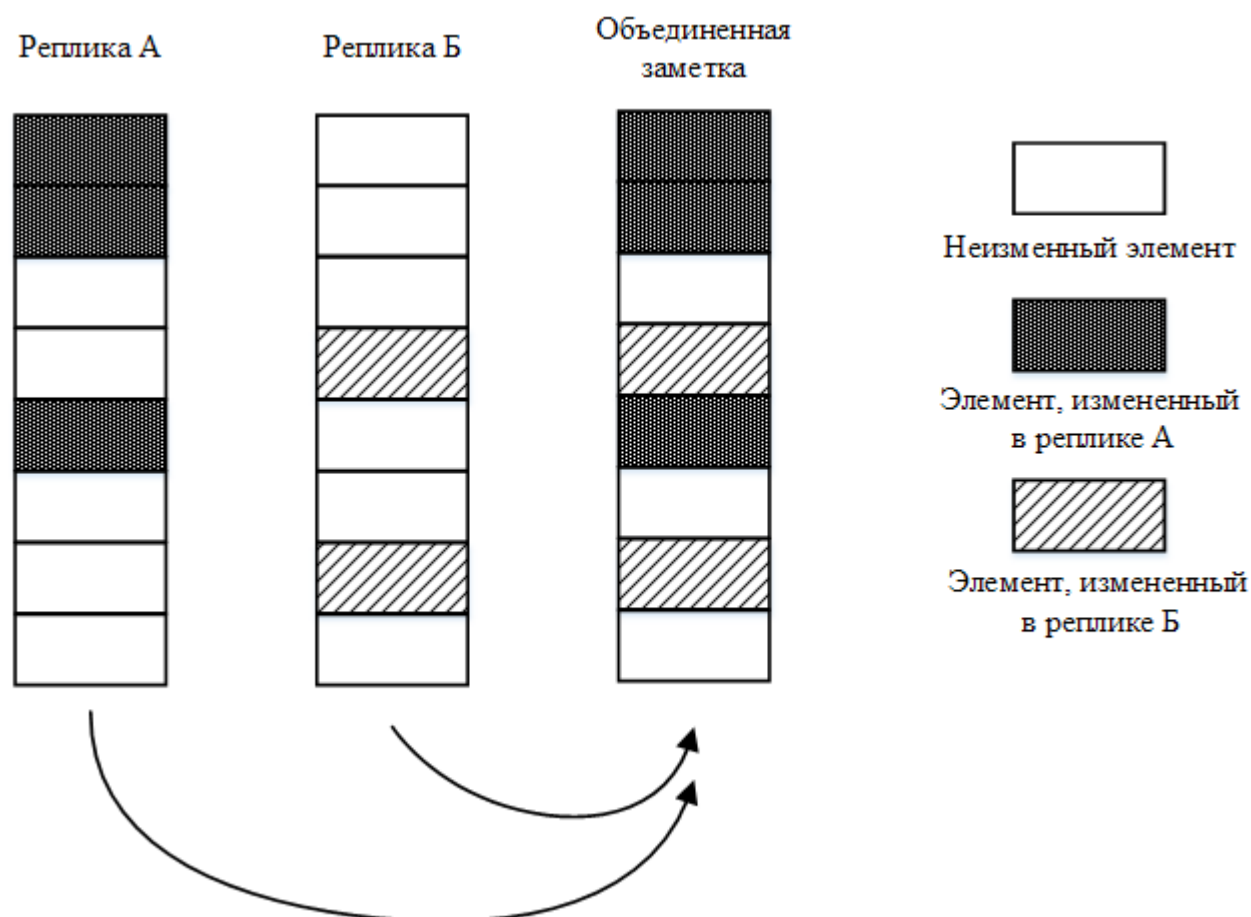 Реплика А
Реплика Б
Объединенная
заметка
Неизменный элемент
Элемент, измененный
в реплике А
Элемент, измененный
в реплике Б